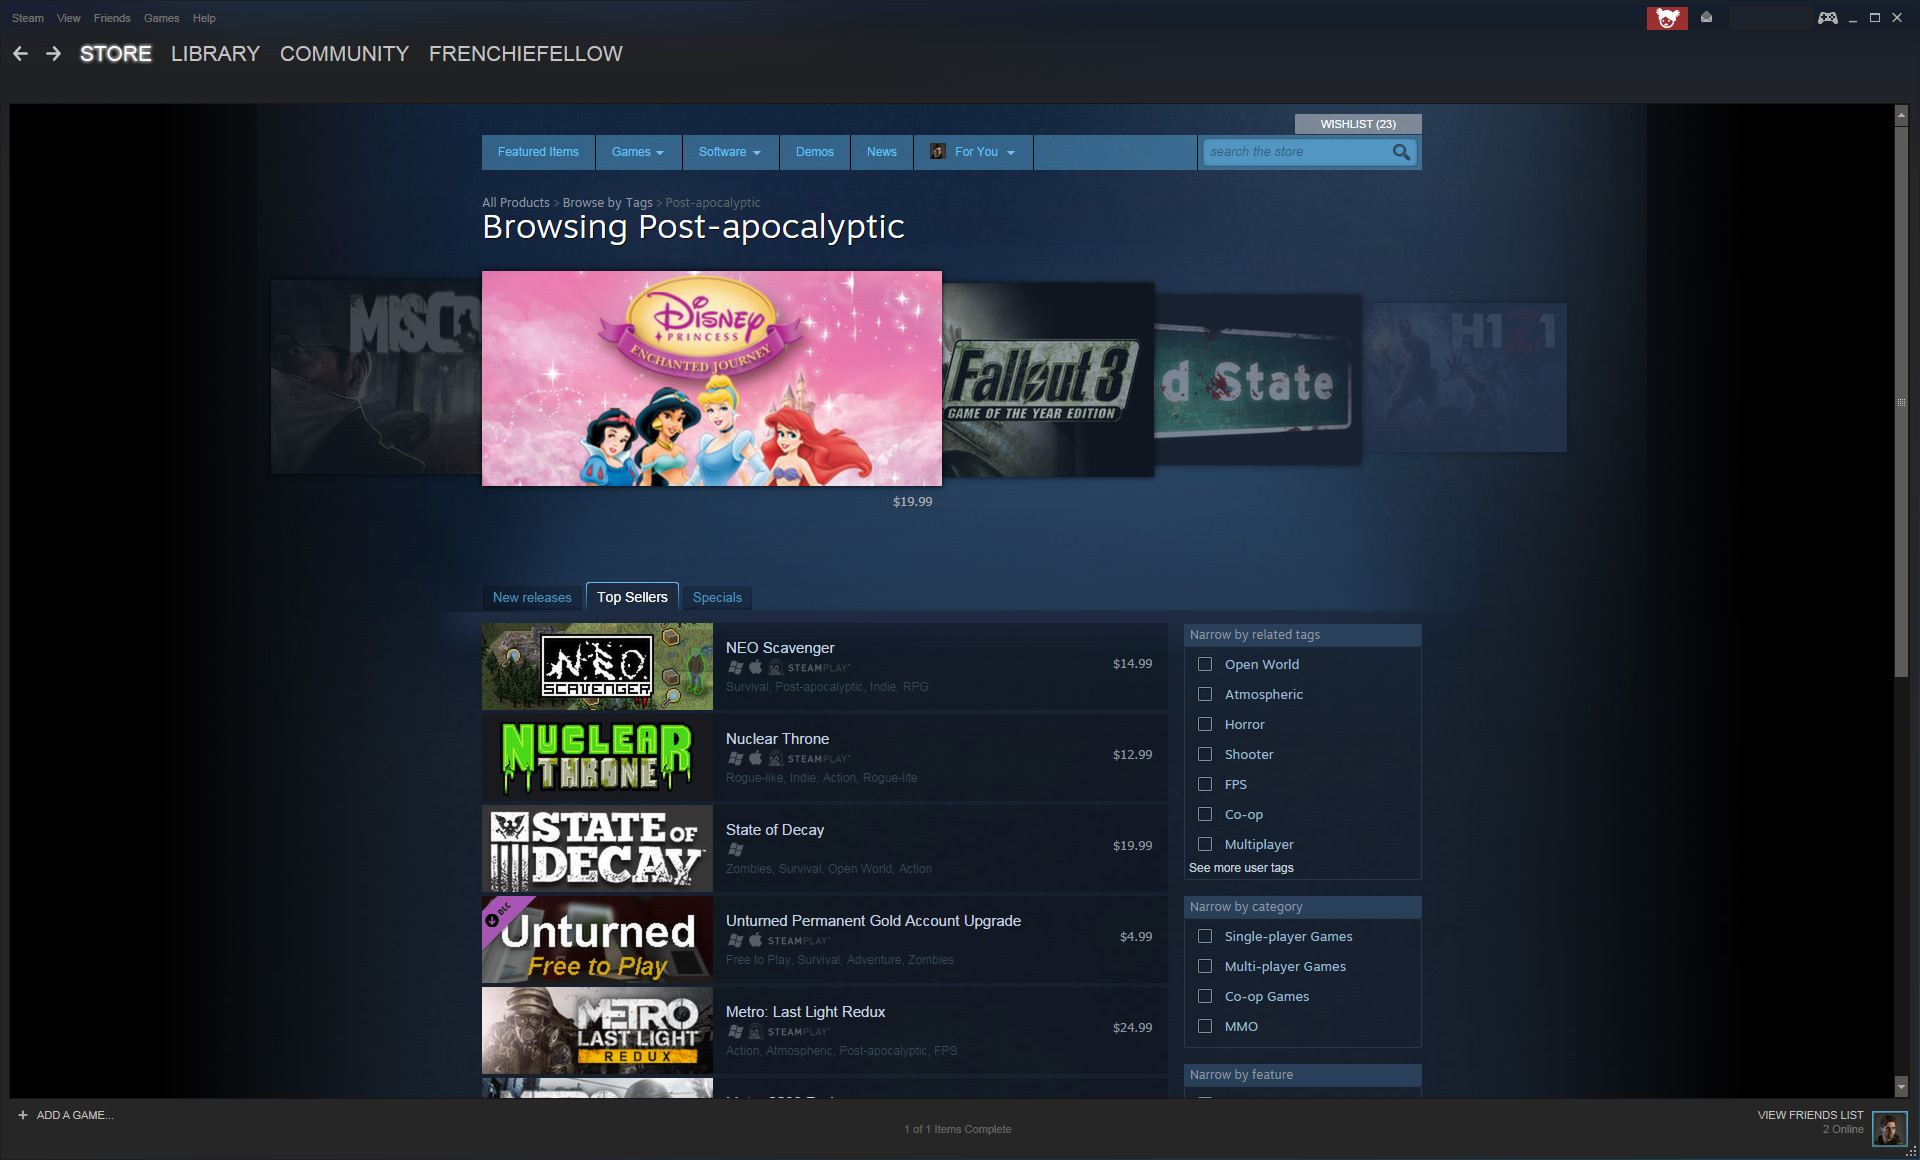 Steam View Friends Games Help
STORE LIBRARY COMMUNITY FRENCHIEFELLOW
WISHLIST (23)
Featured Items Games Software Demos News For You search the store
All Products > Browse by Tags > Post-apocalyptic
Browsing Post-apocalyptic
MISC
DISNEY
PRINCESS
ENCHANTED JOURNEY
Fallout 3
GAME OF THE YEAR EDITION
d State
H1Z1
$19.99
New releases Top Sellers Specials
NEO
SCAVENGER
NEO Scavenger
STEAMPLAY
Survival, Post-apocalyptic, Indie, RPG
$14.99
NUCLEAR
THRONE
Nuclear Throne
STEAMPLAY
Rogue-like, Indie, Action, Rogue-lite
$12.99
STATE OF
DECAY
State of Decay
Zombies, Survival, Open World, Action
$19.99
DLC
Unturned
Free to Play
Unturned Permanent Gold Account Upgrade
STEAMPLAY
Free to Play, Survival, Adventure, Zombies
$4.99
METRO
LAST LIGHT
REDUX
Metro: Last Light Redux
STEAMPLAY
Action, Atmospheric, Post-apocalyptic, FPS
$24.99
Narrow by related tags
Open World
Atmospheric
Horror
Shooter
FPS
Co-op
Multiplayer
See more user tags
Narrow by category
Single-player Games
Multi-player Games
Co-op Games
MMO
Narrow by feature
+ ADD A GAME...
1 of 1 Items Complete
VIEW FRIENDS LIST
2 Online